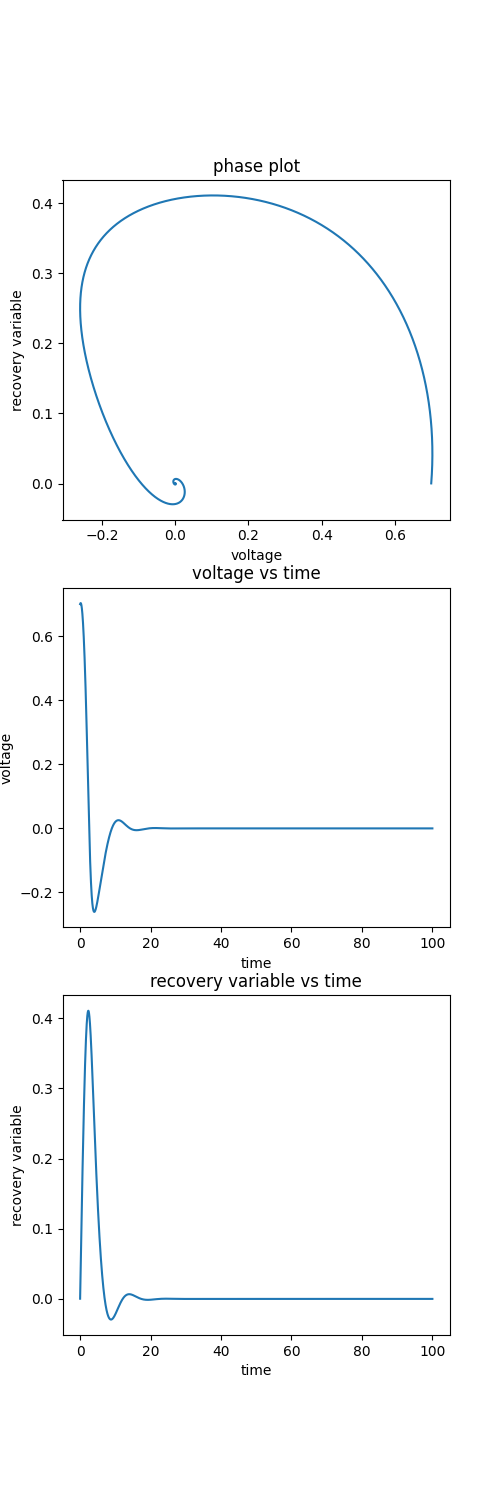 phase plot
0.4
0.3
0.2
0.1
0.0
recovery variable
−0.2 0.0 0.2 0.4 0.6
voltage
voltage vs time
0.6
0.4
0.2
0.0
−0.2
voltage
0 20 40 60 80 100
time
recovery variable vs time
0.4
0.3
0.2
0.1
0.0
recovery variable
0 20 40 60 80 100
time